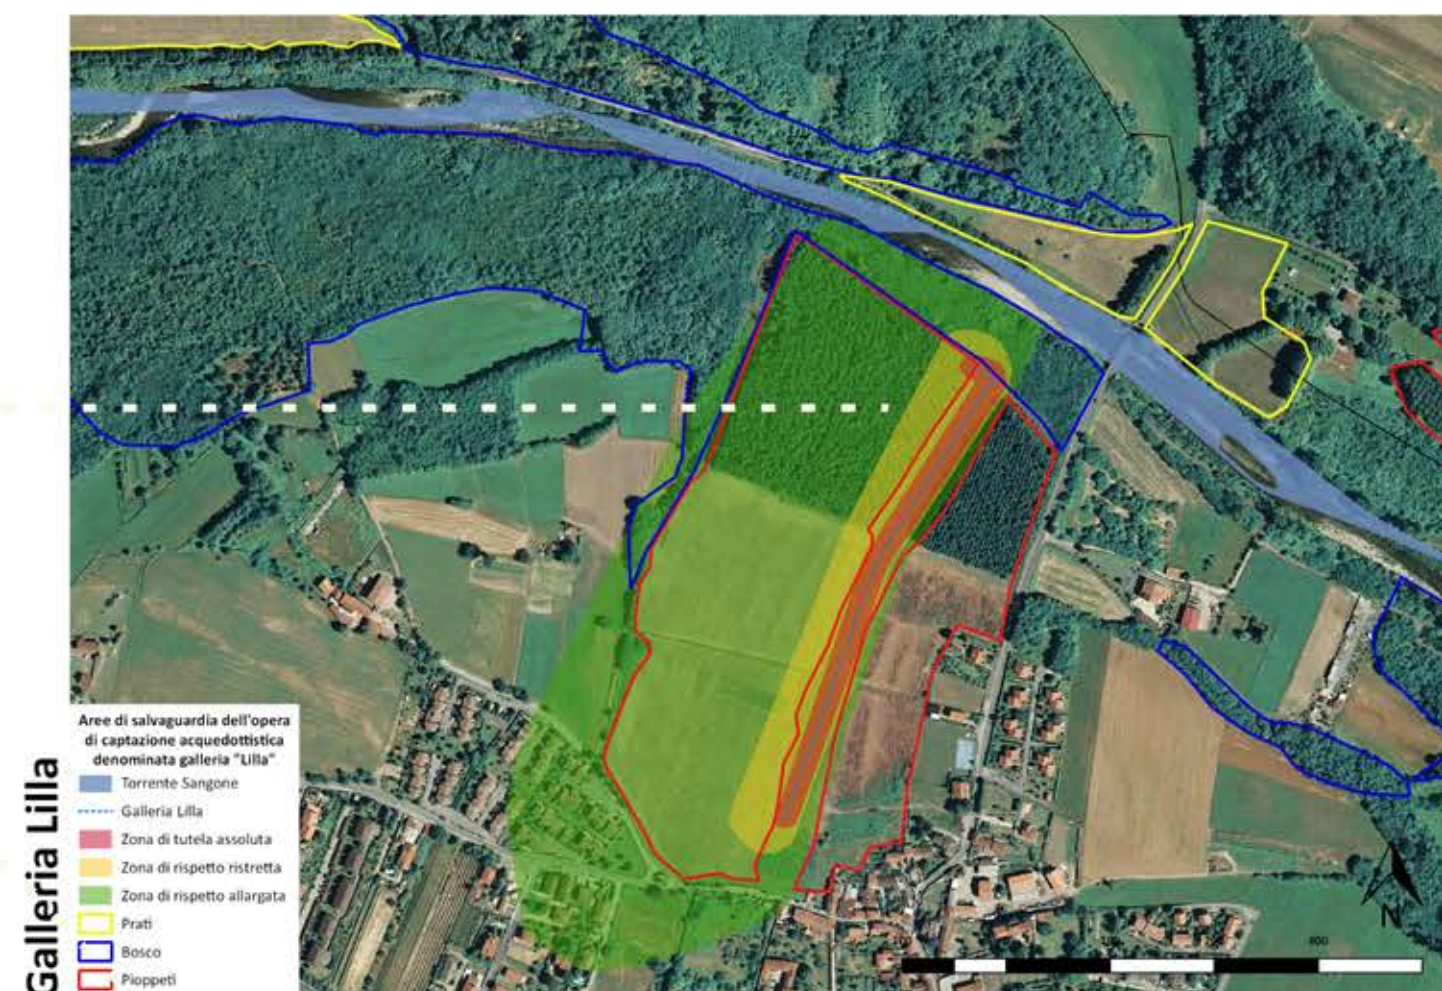 Galleria Lilla
Aree di salvaguardia dell'opera
di captazione acquedottistica
denominata galleria "Lilla"
Torrente Sangone
Galleria Lilla
Zona di tutela assoluta
Zona di rispetto ristretta
Zona di rispetto allargata
Prati
Bosco
Pioppeti
N